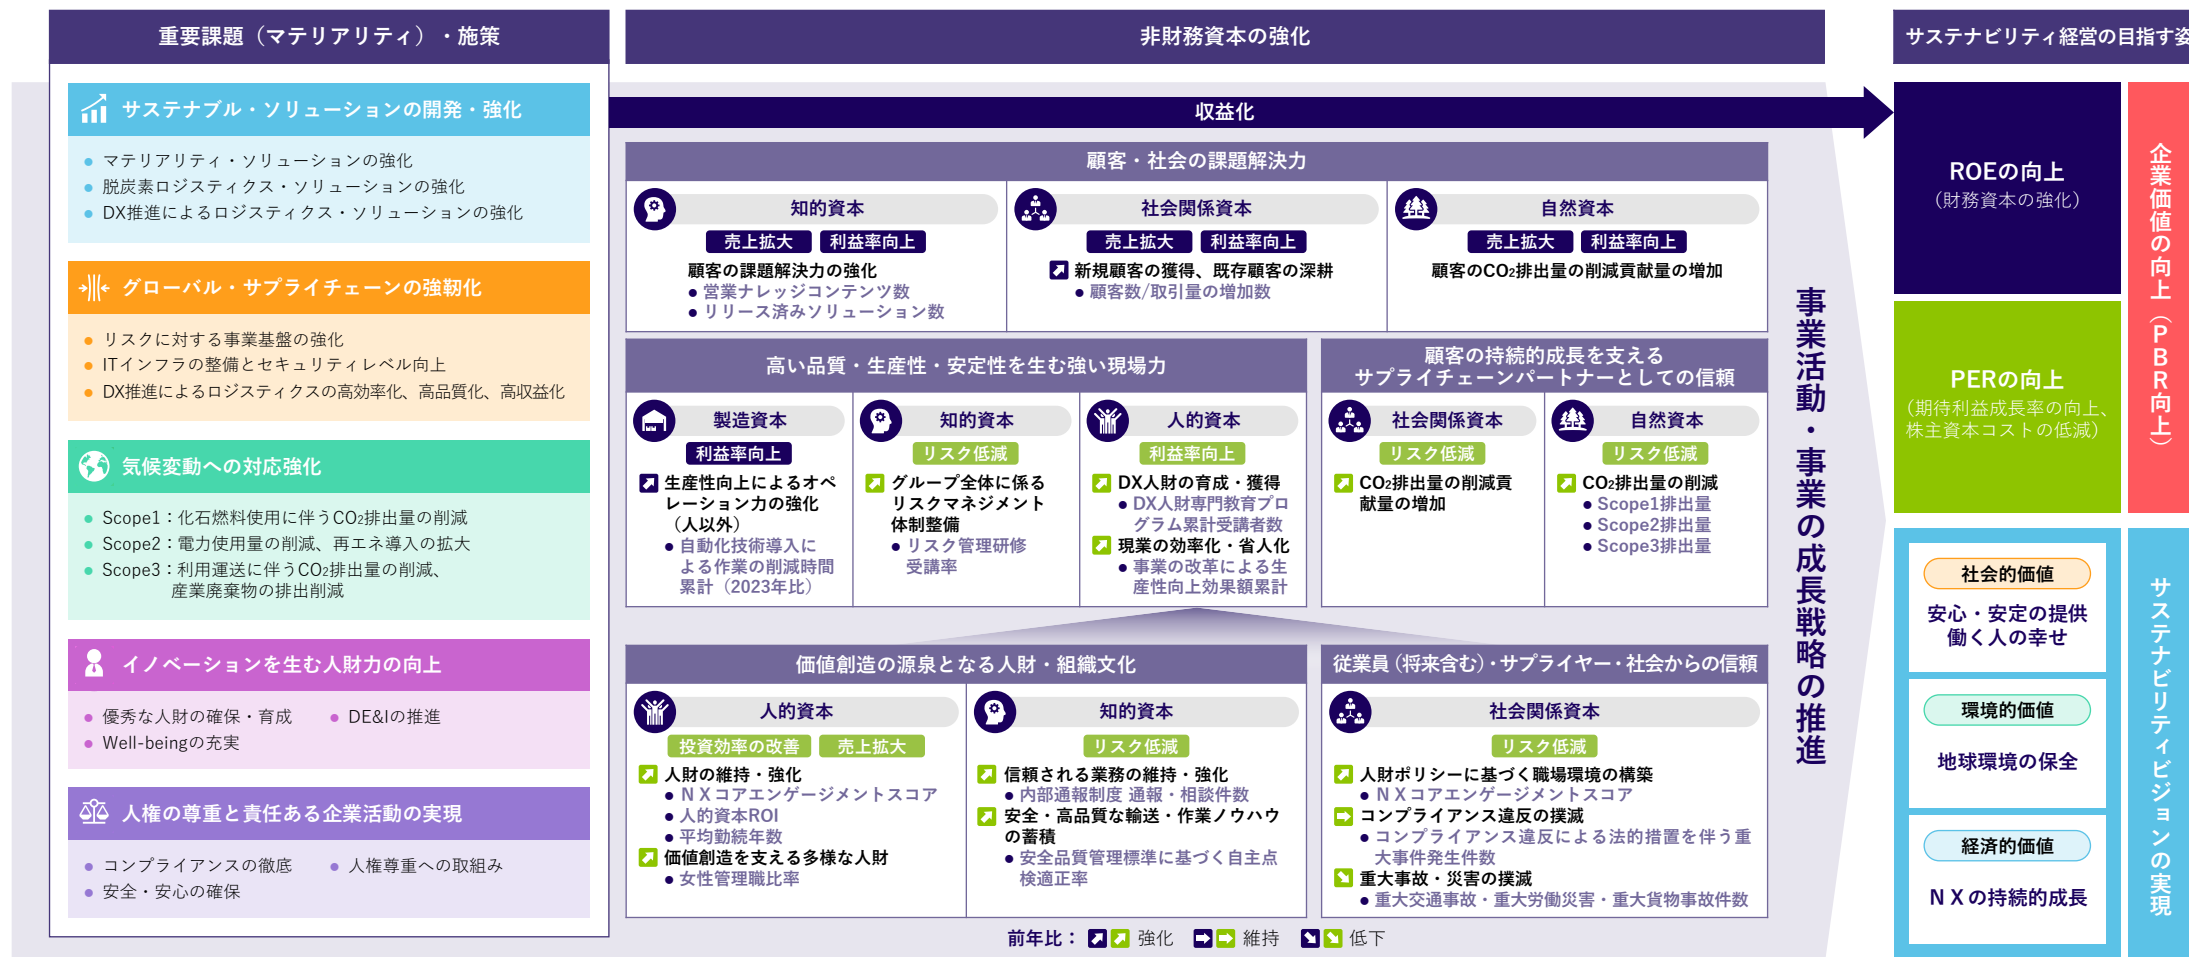 重要課題（マテリアリティ）・施策
サステナブル・ソリューションの開発・強化
● マテリアリティ・ソリューションの強化
● 脱炭素ロジスティクス・ソリューションの強化
● DX推進によるロジスティクス・ソリューションの強化
グローバル・サプライチェーンの強靭化
● リスクに対する事業基盤の強化
● ITインフラの整備とセキュリティレベル向上
● DX推進によるロジスティクスの高効率化、高品質化、高収益化
気候変動への対応強化
● Scope1：化石燃料使用に伴うCO₂排出量の削減
● Scope2：電力使用量の削減、再エネ導入の拡大
● Scope3：利用運送に伴うCO₂排出量の削減、
産業廃棄物の排出削減
イノベーションを生む人財力の向上
● 優秀な人財の確保・育成 ● DE&Iの推進
● Well-beingの充実
人権の尊重と責任ある企業活動の実現
● コンプライアンスの徹底 ● 人権尊重への取組み
● 安全・安心の確保
非財務資本の強化
収益化
顧客・社会の課題解決力
知的資本
売上拡大 利益率向上
顧客の課題解決力の強化
● 営業ナレッジコンテンツ数
● リリース済みソリューション数
社会関係資本
売上拡大 利益率向上
新規顧客の獲得、既存顧客の深耕
● 顧客数/取引量の増加数
自然資本
売上拡大 利益率向上
顧客のCO₂排出量の削減貢献量の増加
高い品質・生産性・安定性を生む強い現場力
製造資本
利益率向上
生産性向上によるオペ
レーション力の強化
（人以外）
● 自動化技術導入に
よる作業の削減時間
累計（2023年比）
知的資本
リスク低減
グループ全体に係る
リスクマネジメント
体制整備
● リスク管理研修
受講率
人的資本
利益率向上
DX人財の育成・獲得
● DX人財専門教育プロ
グラム累計受講者数
現業の効率化・省人化
● 事業の改革による生
産性向上効果額累計
顧客の持続的成長を支える
サプライチェーンパートナーとしての信頼
社会関係資本
リスク低減
CO₂排出量の削減貢
献量の増加
自然資本
リスク低減
CO₂排出量の削減
● Scope1排出量
● Scope2排出量
● Scope3排出量
価値創造の源泉となる人財・組織文化
人的資本
投資効率の改善 売上拡大
人財の維持・強化
● ＮＸコアエンゲージメントスコア
● 人的資本ROI
● 平均勤続年数
価値創造を支える多様な人財
● 女性管理職比率
知的資本
リスク低減
信頼される業務の維持・強化
● 内部通報制度 通報・相談件数
安全・高品質な輸送・作業ノウハウ
の蓄積
● 安全品質管理標準に基づく自主点
検適正率
従業員（将来含む）・サプライヤー・社会からの信頼
社会関係資本
リスク低減
人財ポリシーに基づく職場環境の構築
● ＮＸコアエンゲージメントスコア
コンプライアンス違反の撲滅
● コンプライアンス違反による法的措置を伴う重
大事件発生件数
重大事故・災害の撲滅
● 重大交通事故・重大労働災害・重大貨物事故件数
前年比： 強化 維持 低下
事業活動・事業の成長戦略の推進
サステナビリティ経営の目指す姿
ROEの向上
（財務資本の強化）
PERの向上
（期待利益成長率の向上、
株主資本コストの低減）
企業価値の向上（PBR向上）
社会的価値
安心・安定の提供
働く人の幸せ
環境的価値
地球環境の保全
経済的価値
ＮＸの持続的成長
サステナビリティビジョンの実現